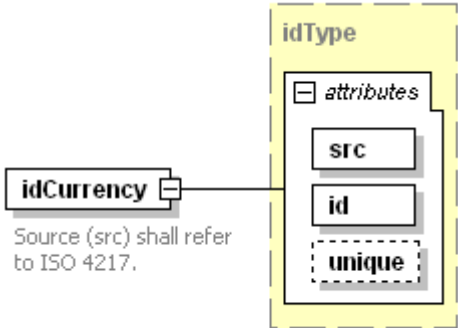 idType
attributes
src
idCurrency
id
Source (src) shall refer
to ISO 4217.
unique